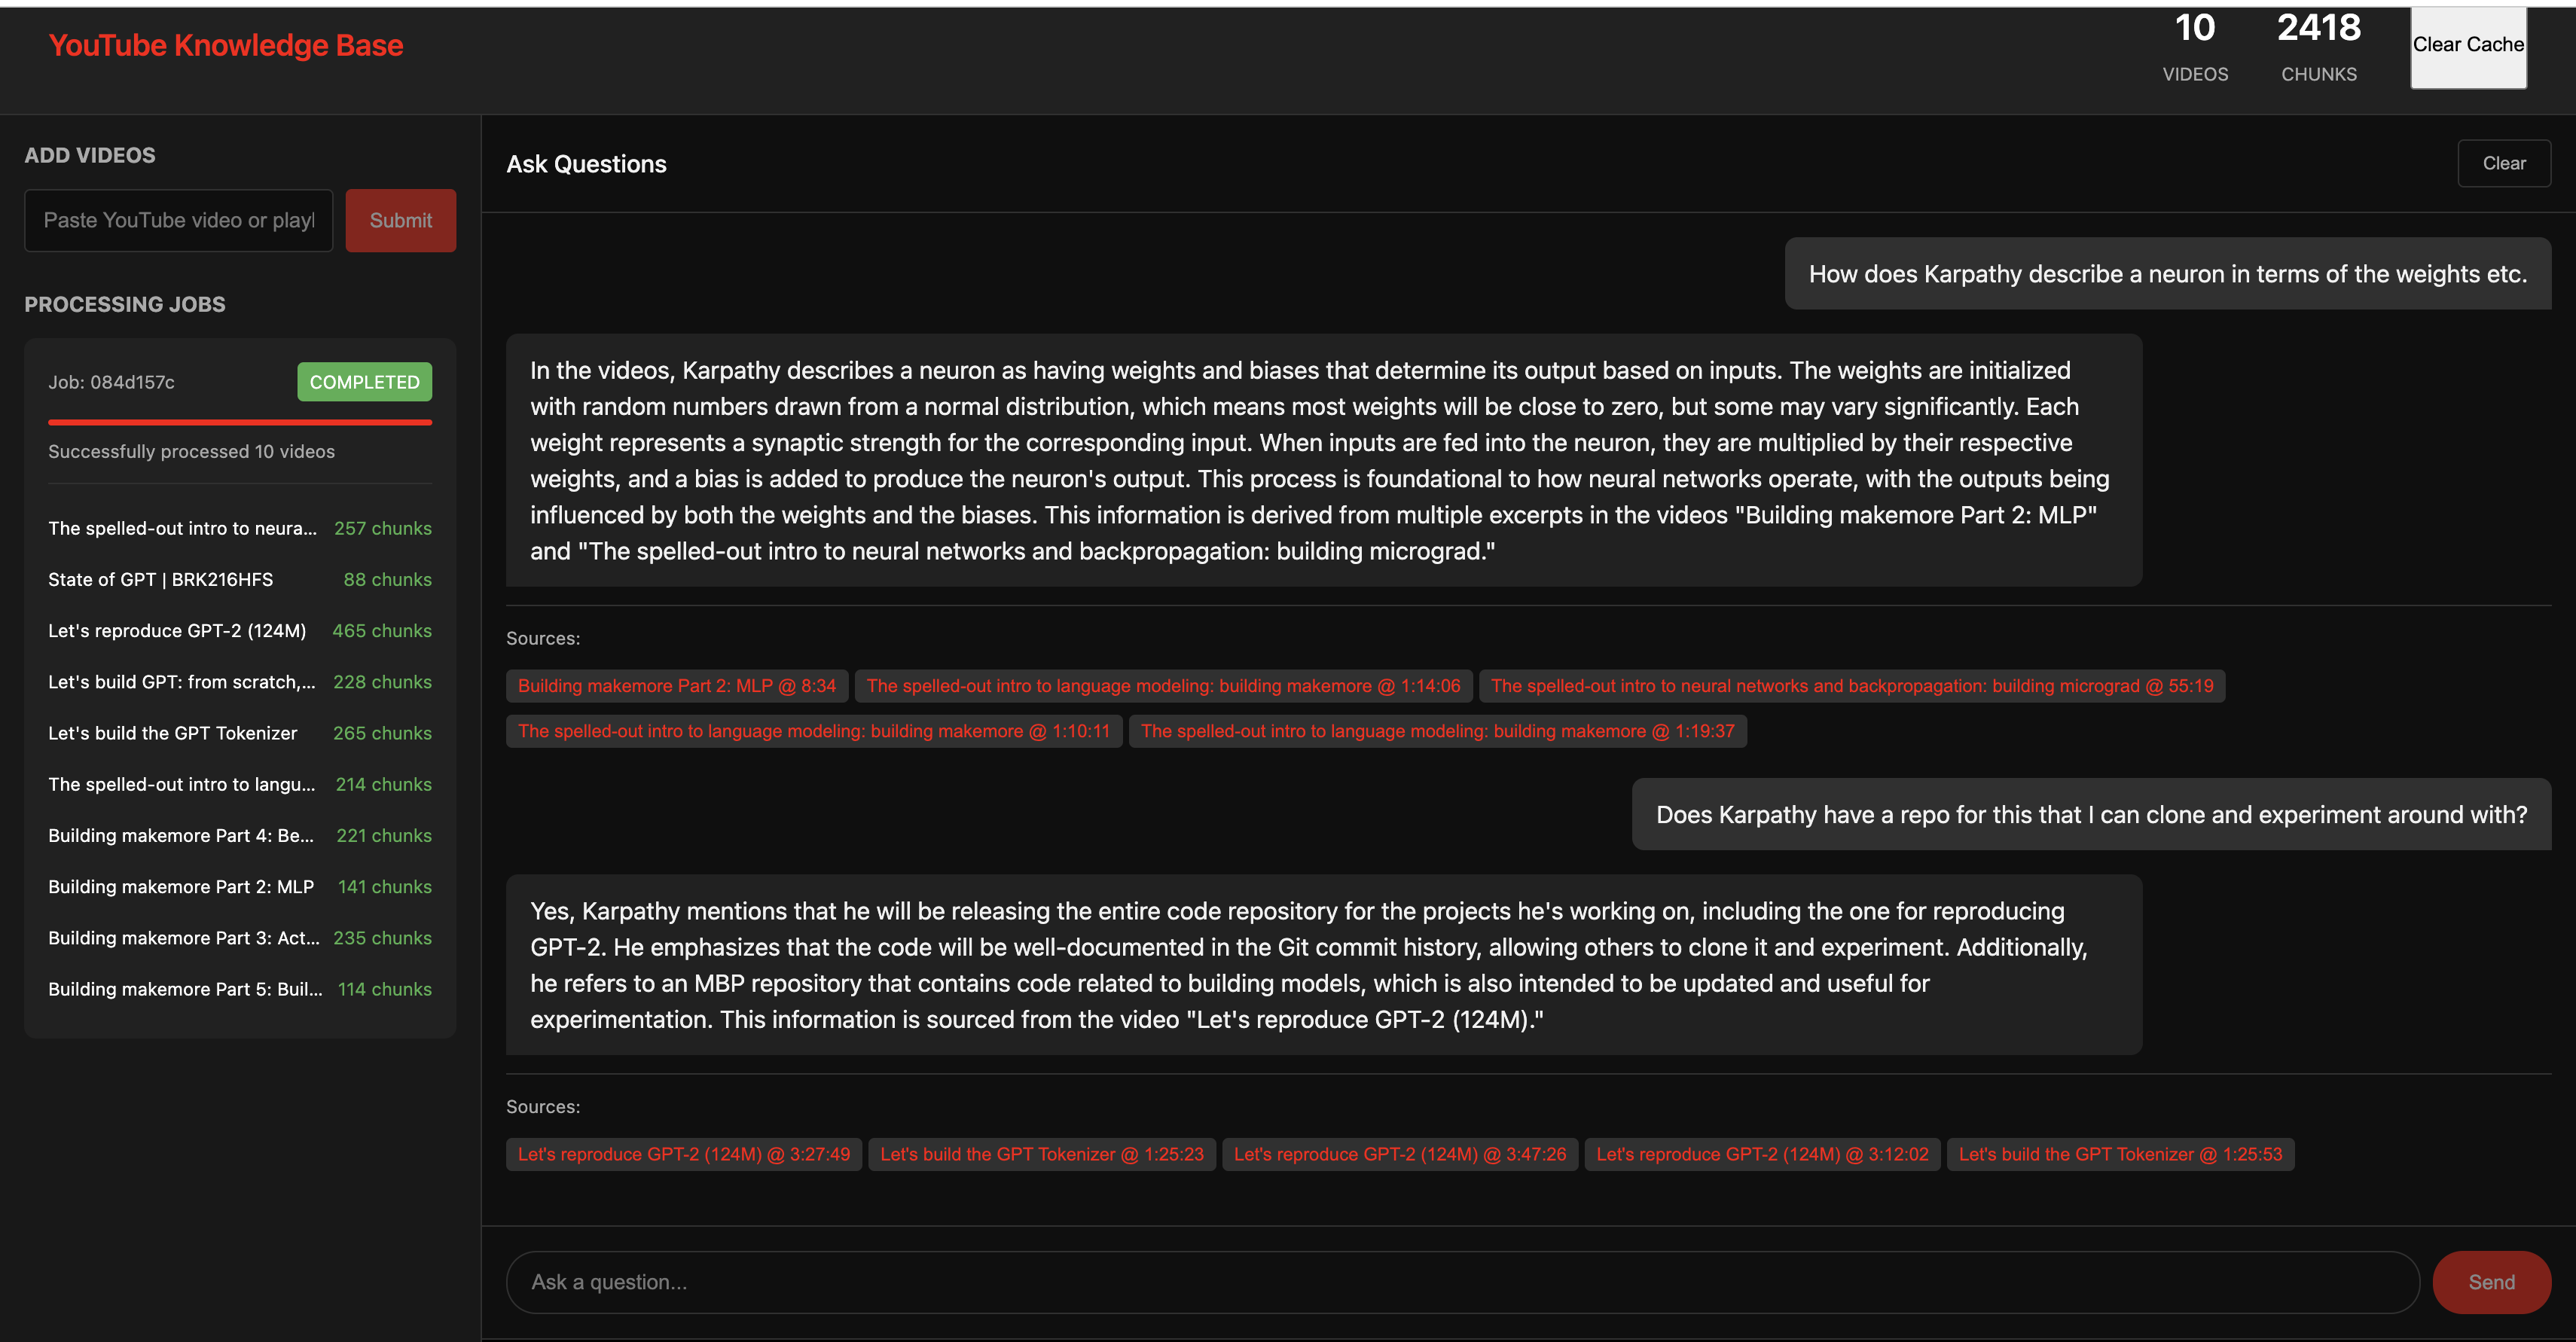 YouTube Knowledge Base
10
VIDEOS
2418
CHUNKS
Clear Cache
ADD VIDEOS
Paste YouTube video or playl
Submit
PROCESSING JOBS
Job: 084d157c
COMPLETED
Successfully processed 10 videos
The spelled-out intro to neura... 257 chunks
State of GPT | BRK216HFS 88 chunks
Let's reproduce GPT-2 (124M) 465 chunks
Let's build GPT: from scratch,... 228 chunks
Let's build the GPT Tokenizer 265 chunks
The spelled-out intro to langu... 214 chunks
Building makemore Part 4: Be... 221 chunks
Building makemore Part 2: MLP 141 chunks
Building makemore Part 3: Act... 235 chunks
Building makemore Part 5: Buil... 114 chunks
Ask Questions
Clear
How does Karpathy describe a neuron in terms of the weights etc.
In the videos, Karpathy describes a neuron as having weights and biases that determine its output based on inputs. The weights are initialized
with random numbers drawn from a normal distribution, which means most weights will be close to zero, but some may vary significantly. Each
weight represents a synaptic strength for the corresponding input. When inputs are fed into the neuron, they are multiplied by their respective
weights, and a bias is added to produce the neuron's output. This process is foundational to how neural networks operate, with the outputs being
influenced by both the weights and the biases. This information is derived from multiple excerpts in the videos "Building makemore Part 2: MLP"
and "The spelled-out intro to neural networks and backpropagation: building micrograd."
Sources:
Building makemore Part 2: MLP @ 8:34
The spelled-out intro to language modeling: building makemore @ 1:14:06
The spelled-out intro to neural networks and backpropagation: building micrograd @ 55:19
The spelled-out intro to language modeling: building makemore @ 1:10:11
The spelled-out intro to language modeling: building makemore @ 1:19:37
Does Karpathy have a repo for this that I can clone and experiment around with?
Yes, Karpathy mentions that he will be releasing the entire code repository for the projects he's working on, including the one for reproducing
GPT-2. He emphasizes that the code will be well-documented in the Git commit history, allowing others to clone it and experiment. Additionally,
he refers to an MBP repository that contains code related to building models, which is also intended to be updated and useful for
experimentation. This information is sourced from the video "Let's reproduce GPT-2 (124M)."
Sources:
Let's reproduce GPT-2 (124M) @ 3:27:49
Let's build the GPT Tokenizer @ 1:25:23
Let's reproduce GPT-2 (124M) @ 3:47:26
Let's reproduce GPT-2 (124M) @ 3:12:02
Let's build the GPT Tokenizer @ 1:25:53
Ask a question...
Send